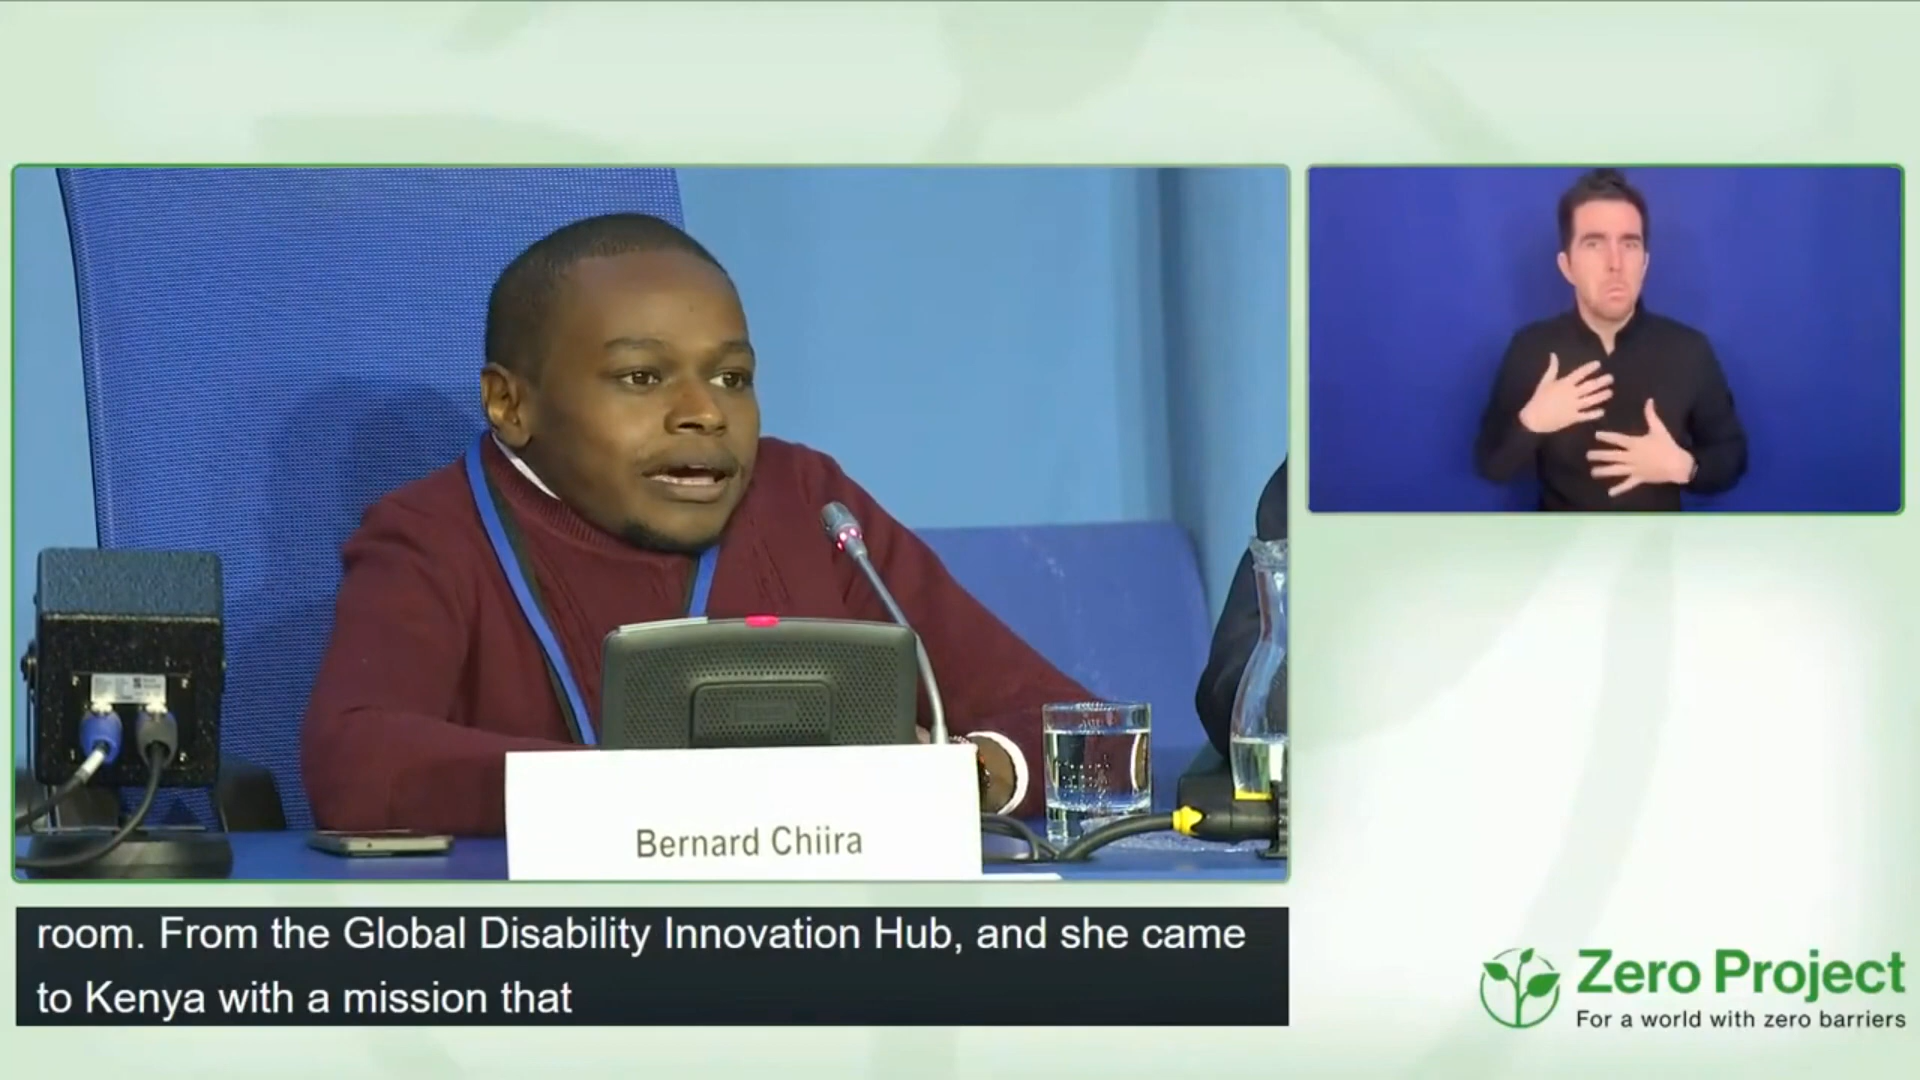 Bernard Chiira
room. From the Global Disability Innovation Hub, and she came
to Kenya with a mission that
Zero Project
For a world with zero barriers